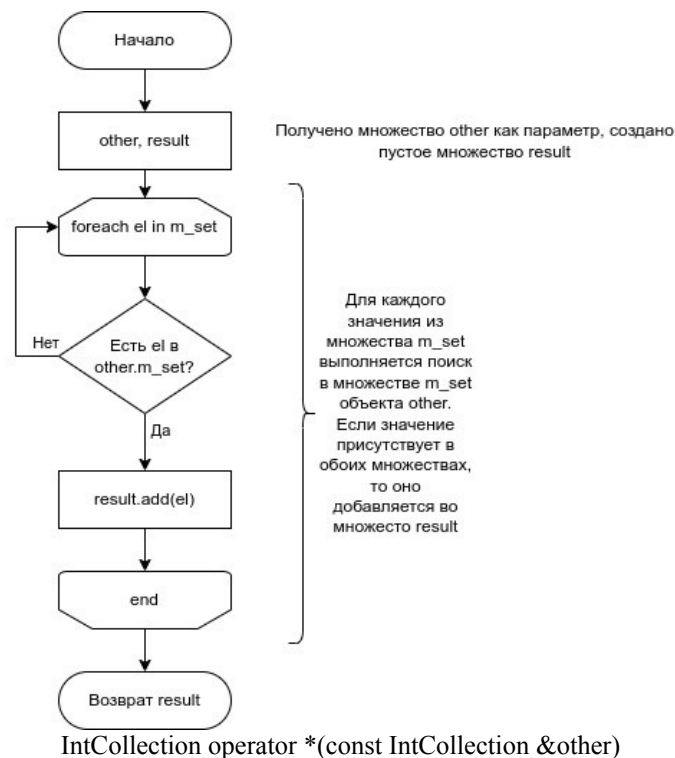 Начало
other, result
Получено множество other как параметр, создано
пустое множество result
foreach el in m_set
Нет
Есть el в
other.m_set?
Да
Для каждого
значения из
множества m_set
выполняется поиск
в множестве m_set
объекта other.
Если значение
присутствует в
обоих множествах,
то оно
добавляется во
множесто result
result.add(el)
end
Возврат result
IntCollection operator *(const IntCollection &other)